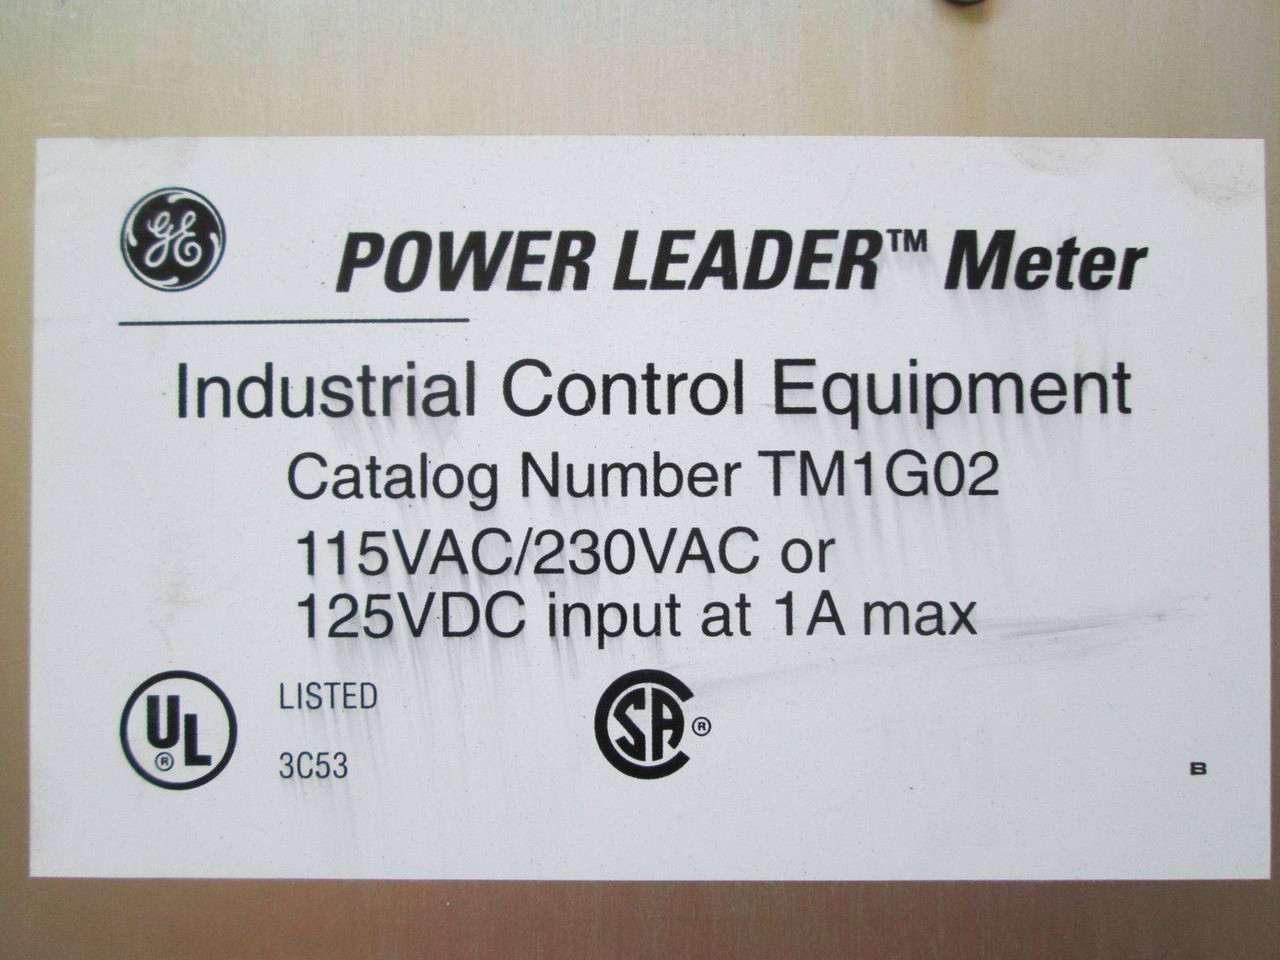 GE
POWER LEADER™ Meter
Industrial Control Equipment
Catalog Number TM1G02
115VAC/230VAC or
125VDC input at 1A max
UL ® LISTED
3C53
SA ®
B